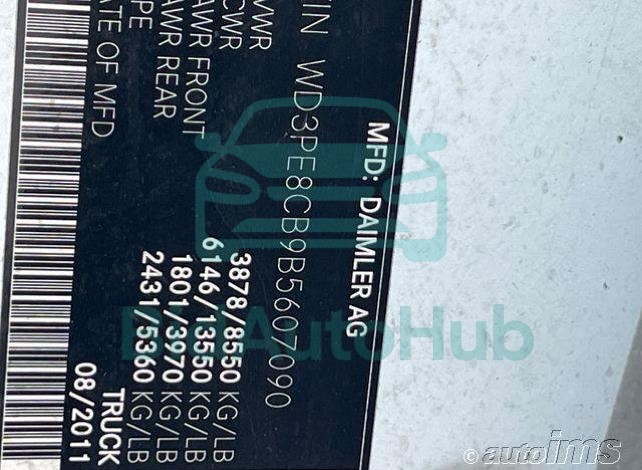 MFD: DAIMLER AG
IN WD3PE8CB9B5607090
VWR 3878/8550 KG/LB
CWR 6146/13550 KG/LB
AWR FRONT 1801/3970 KG/LB
AWR REAR 2431/5360 KG/LB
YPE TRUCK
ATE OF MFD 08/2011
AutoHub
© autoims